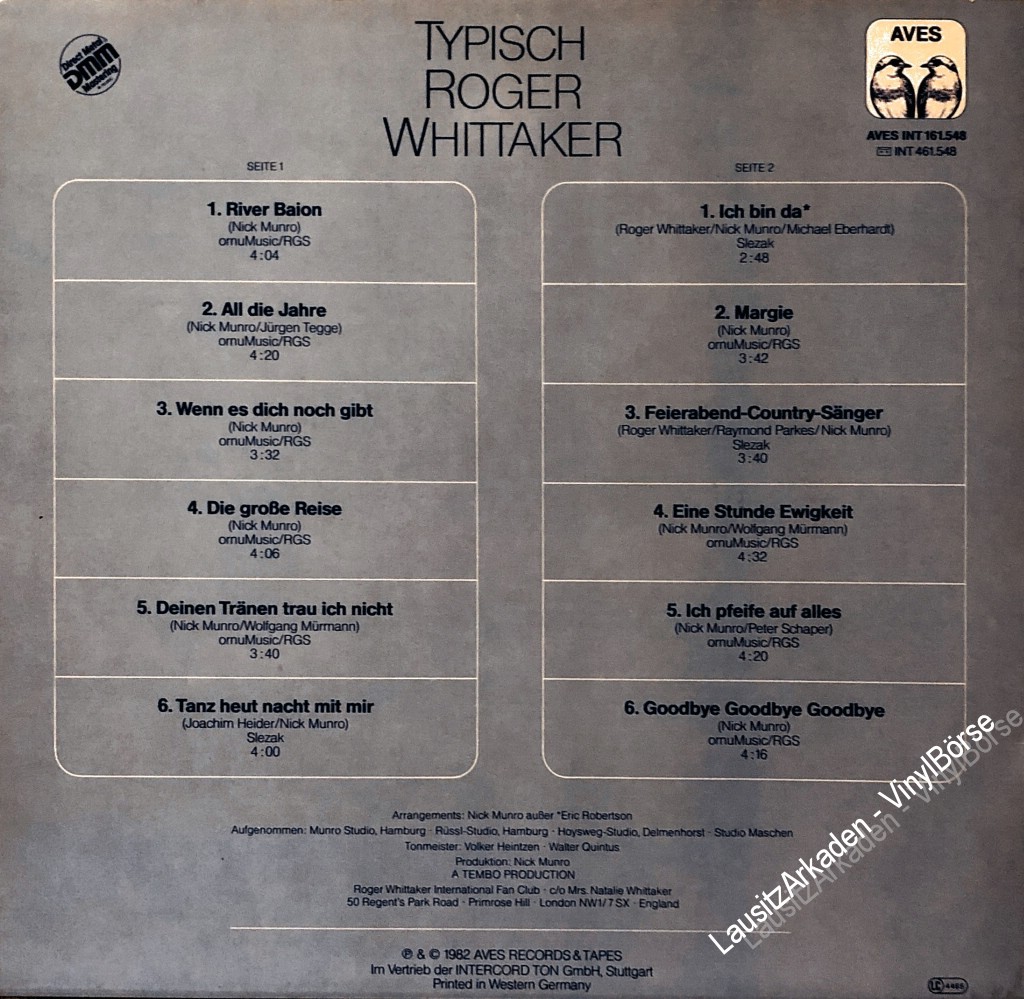 Direct Metal
DMM
Mastering
TYPISCH
ROGER
WHITTAKER
AVES
AVES INT 161.548
INT 461.548
SEITE 1
1. River Baion
(Nick Munro)
ornuMusic/RGS
4:04
2. All die Jahre
(Nick Munro/Jürgen Tegge)
ornuMusic/RGS
4:20
3. Wenn es dich noch gibt
(Nick Munro)
ornuMusic/RGS
3:32
4. Die große Reise
(Nick Munro)
ornuMusic/RGS
4:06
5. Deinen Tränen trau ich nicht
(Nick Munro/Wolfgang Mürmann)
ornuMusic/RGS
3:40
6. Tanz heut nacht mit mir
(Joachim Heider/Nick Munro)
Slezak
4:00
SEITE 2
1. Ich bin da*
(Roger Whittaker/Nick Munro/Michael Eberhardt)
Slezak
2:48
2. Margie
(Nick Munro)
ornuMusic/RGS
3:42
3. Feierabend-Country-Sänger
(Roger Whittaker/Raymond Parkes/Nick Munro)
Slezak
3:40
4. Eine Stunde Ewigkeit
(Nick Munro/Wolfgang Mürmann)
ornuMusic/RGS
4:32
5. Ich pfeife auf alles
(Nick Munro/Peter Schaper)
ornuMusic/RGS
4:20
6. Goodbye Goodbye Goodbye
(Nick Munro)
ornuMusic/RGS
4:16
Arrangements: Nick Munro außer *Eric Robertson
Aufgenommen: Munro Studio, Hamburg · Rüssl-Studio, Hamburg · Hoysweg-Studio, Delmenhorst · Studio Maschen
Tonmeister: Volker Heintzen · Walter Quintus
Produktion: Nick Munro
A TEMBO PRODUCTION
Roger Whittaker International Fan Club · c/o Mrs. Natalie Whittaker
50 Regent's Park Road · Primrose Hill · London NW1/7 SX · England
℗ & © 1982 AVES RECORDS & TAPES
Im Vertrieb der INTERCORD TON GmbH, Stuttgart
Printed in Western Germany
LC 4466
LausitzArkaden - VinylBörse